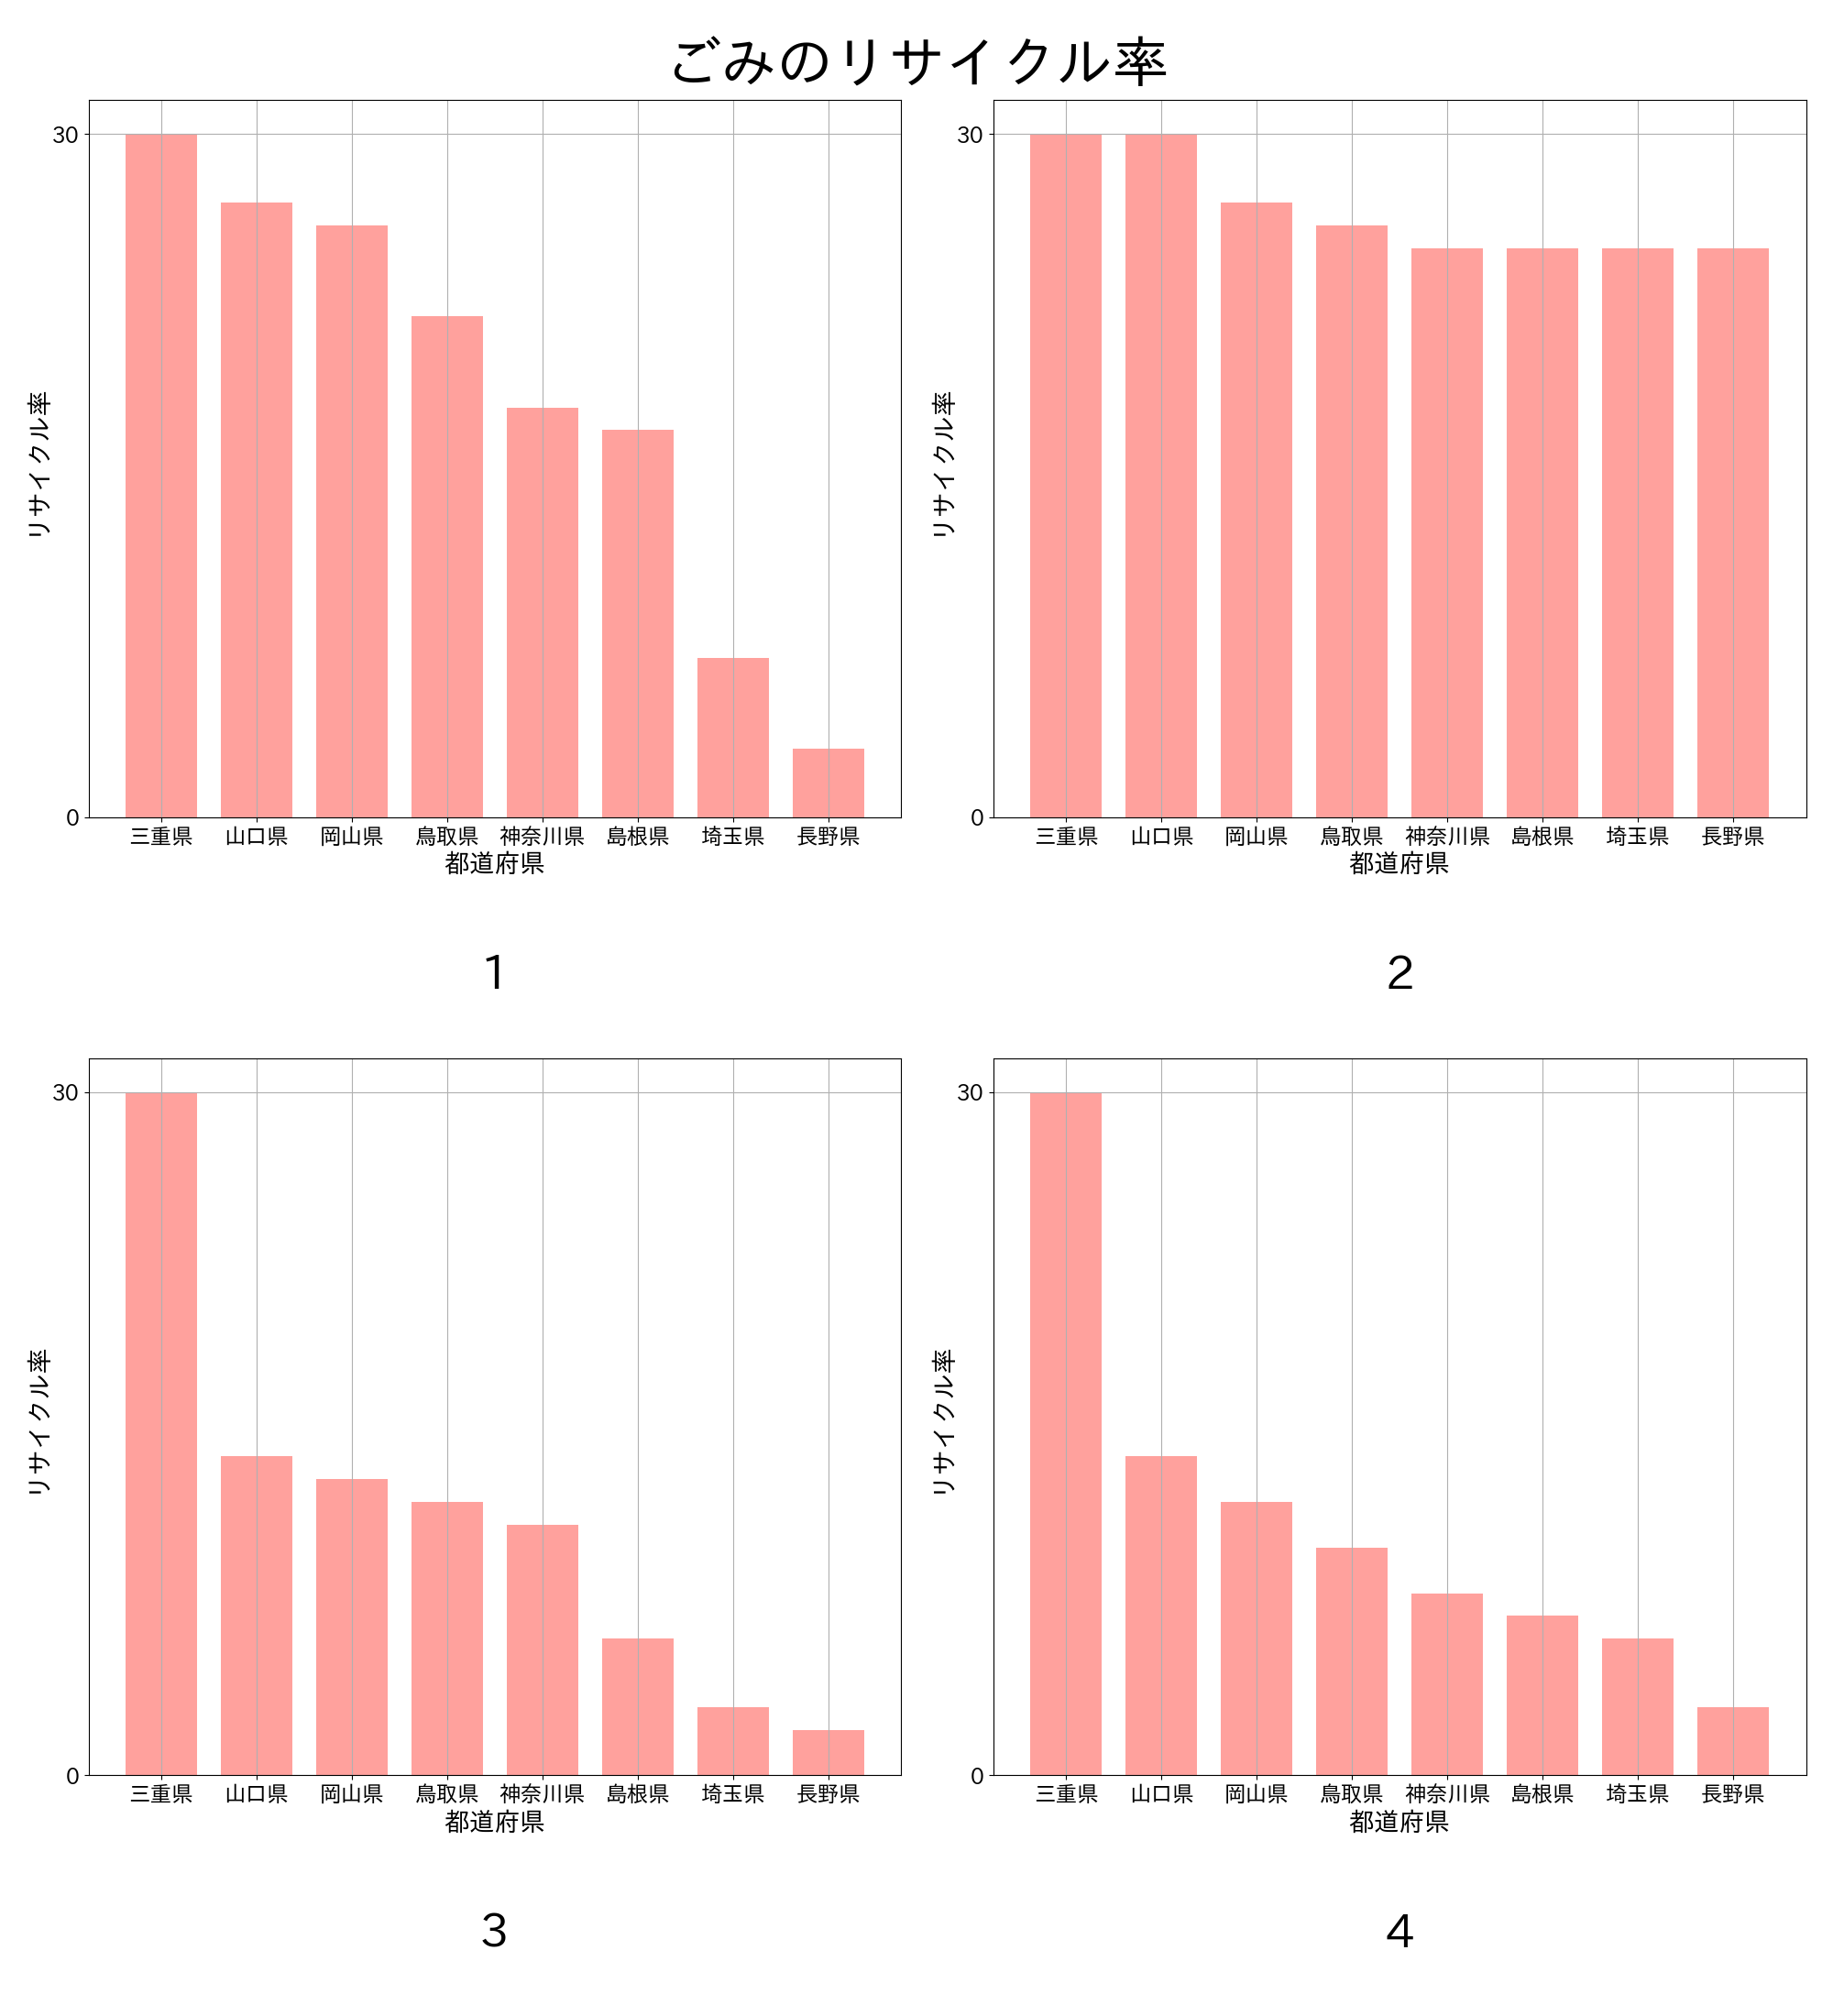 ごみのリサイクル率
30
0
リサイクル率
三重県 山口県 岡山県 鳥取県 神奈川県 島根県 埼玉県 長野県
都道府県
1
30
0
リサイクル率
三重県 山口県 岡山県 鳥取県 神奈川県 島根県 埼玉県 長野県
都道府県
2
30
0
リサイクル率
三重県 山口県 岡山県 鳥取県 神奈川県 島根県 埼玉県 長野県
都道府県
3
30
0
リサイクル率
三重県 山口県 岡山県 鳥取県 神奈川県 島根県 埼玉県 長野県
都道府県
4